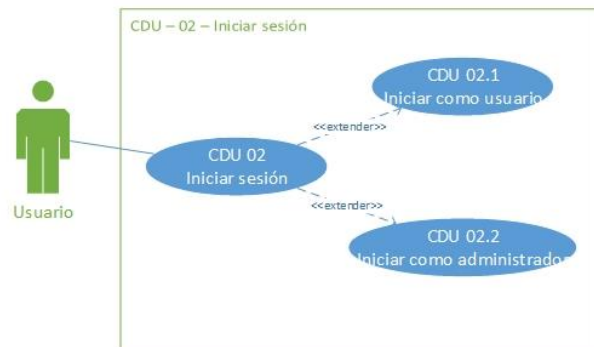 CDU – 02 – Iniciar sesión
CDU 02.1
Iniciar como usuario
<<extender>>
CDU 02
Iniciar sesión
Usuario
<<extender>>
CDU 02.2
Iniciar como administrador